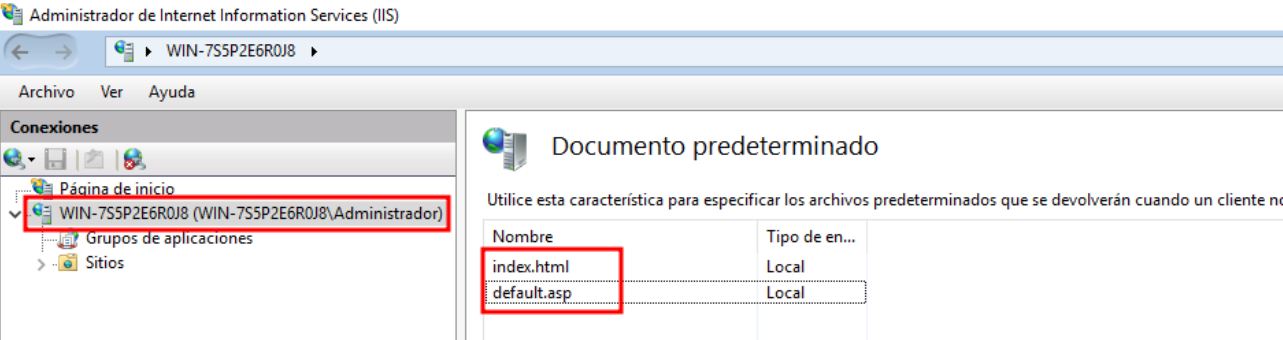 Administrador de Internet Information Services (IIS)
WIN-7S5P2E6R0J8
Archivo Ver Ayuda
Conexiones
Página de inicio
WIN-7S5P2E6R0J8 (WIN-7S5P2E6R0J8\Administrador)
Grupos de aplicaciones
Sitios
Documento predeterminado
Utilice esta característica para especificar los archivos predeterminados que se devolverán cuando un cliente no
Nombre Tipo de en...
index.html Local
default.asp Local